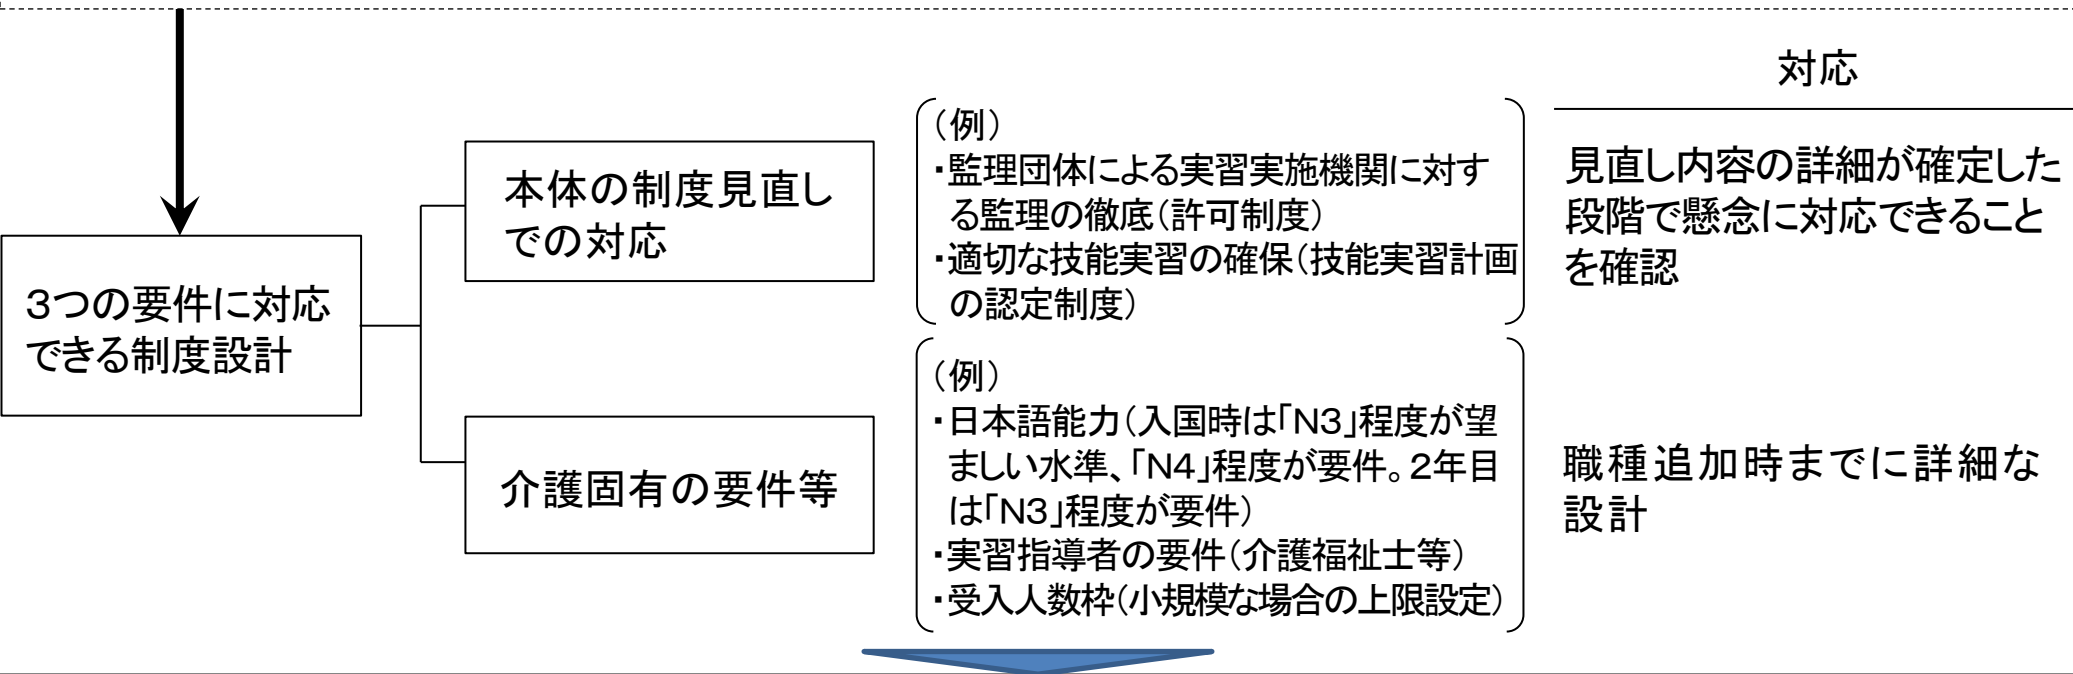 対応
3つの要件に対応
できる制度設計
本体の制度見直し
での対応
（例）
・監理団体による実習実施機関に対す
る監理の徹底（許可制度）
・適切な技能実習の確保（技能実習計画
の認定制度）
見直し内容の詳細が確定した
段階で懸念に対応できること
を確認
介護固有の要件等
（例）
・日本語能力（入国時は「N3」程度が望
ましい水準、「N4」程度が要件。2年目
は「N3」程度が要件）
・実習指導者の要件（介護福祉士等）
・受入人数枠（小規模な場合の上限設定）
職種追加時までに詳細な
設計